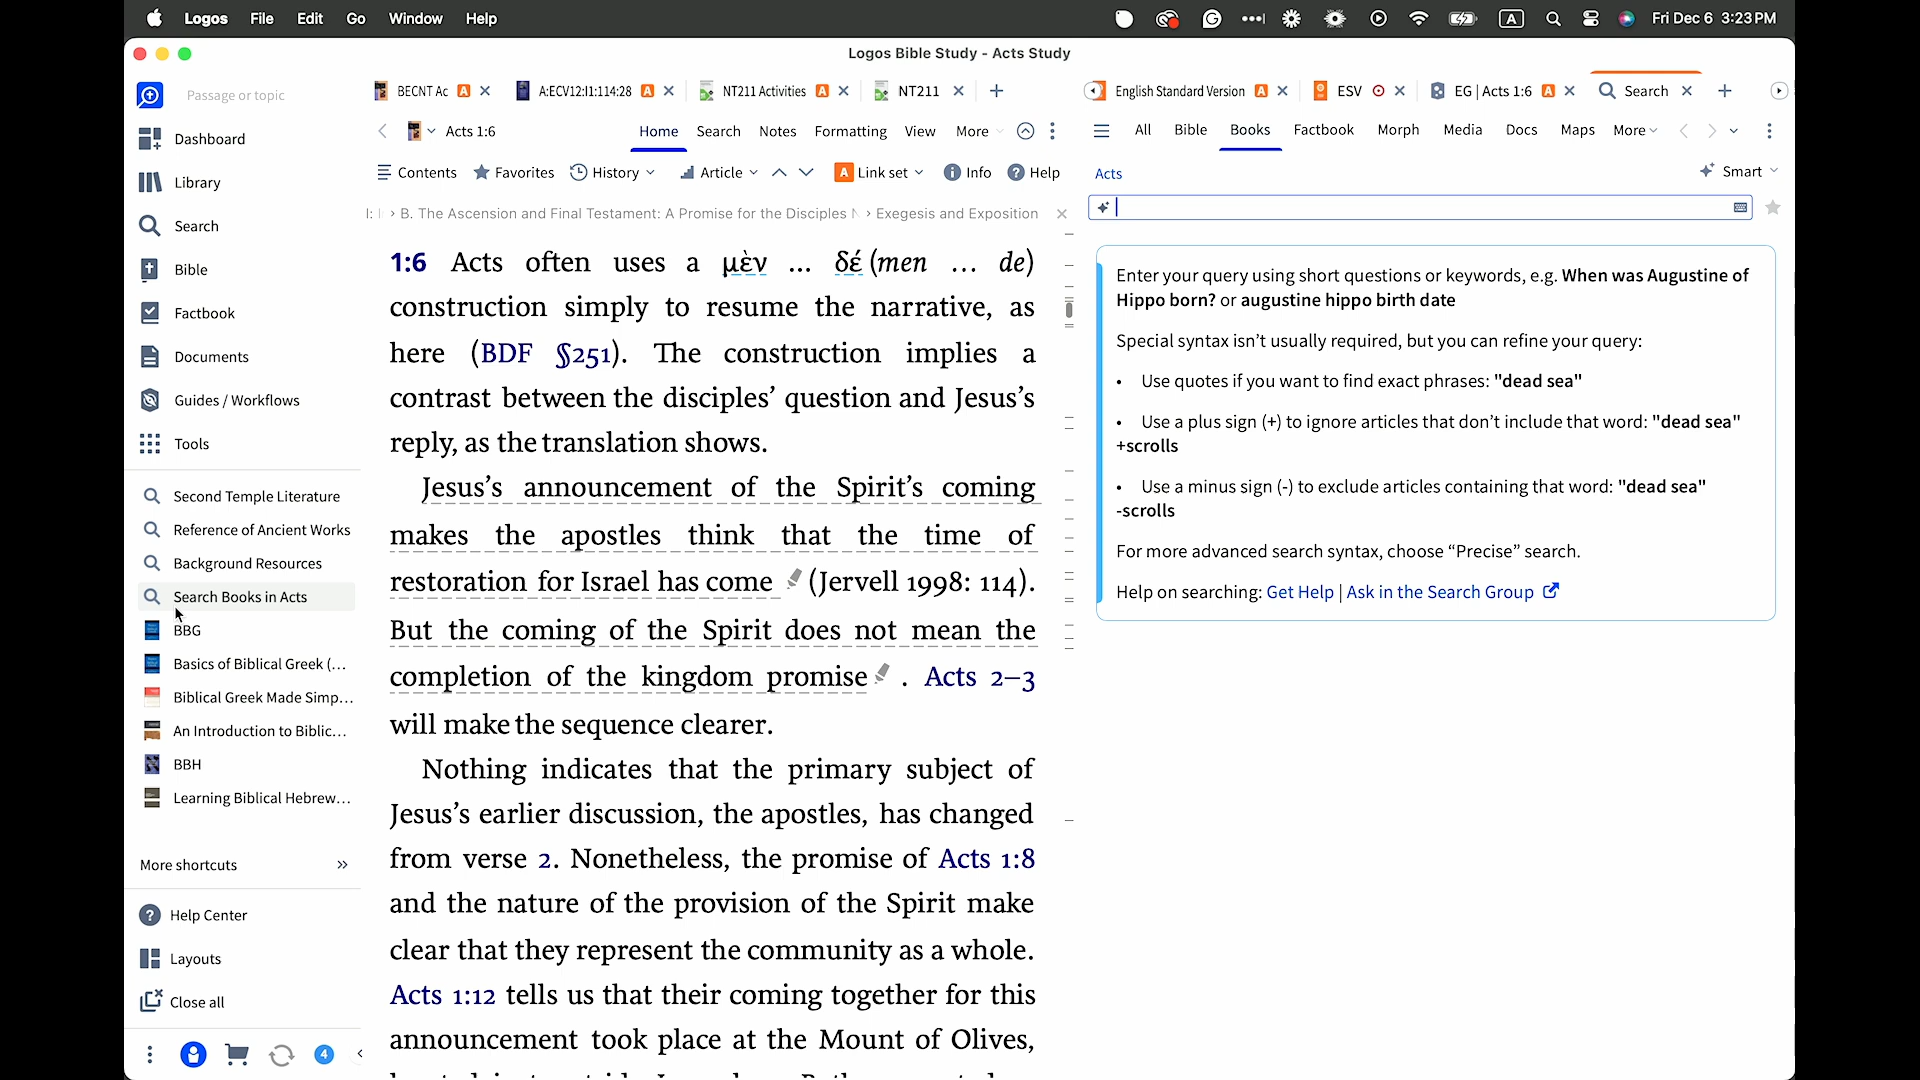 Logos File Edit Go Window Help
A Fri Dec 6 3:23 PM
Logos Bible Study - Acts Study
Passage or topic
Dashboard
Library
Search
Bible
Factbook
Documents
Guides / Workflows
Tools
Second Temple Literature
Reference of Ancient Works
Background Resources
Search Books in Acts
BBG
Basics of Biblical Greek (...
Biblical Greek Made Simp...
An Introduction to Biblic...
BBH
Learning Biblical Hebrew...
More shortcuts »
Help Center
Layouts
Close all
4
BECNT Ac A
A:ECV12:I1:114:28 A
NT211 Activities A
NT211
Acts 1:6
Home Search Notes Formatting View More
Contents Favorites History Article A Link set Info Help
› B. The Ascension and Final Testament: A Promise for the Disciples › Exegesis and Exposition
1:6 Acts often uses a μὲν ... δέ (men ... de)
construction simply to resume the narrative, as
here (BDF §251). The construction implies a
contrast between the disciples’ question and Jesus’s
reply, as the translation shows.
Jesus’s announcement of the Spirit’s coming
makes the apostles think that the time of
restoration for Israel has come (Jervell 1998: 114).
But the coming of the Spirit does not mean the
completion of the kingdom promise . Acts 2–3
will make the sequence clearer.
Nothing indicates that the primary subject of
Jesus’s earlier discussion, the apostles, has changed
from verse 2. Nonetheless, the promise of Acts 1:8
and the nature of the provision of the Spirit make
clear that they represent the community as a whole.
Acts 1:12 tells us that their coming together for this
announcement took place at the Mount of Olives,
English Standard Version A
ESV
EG | Acts 1:6 A
Search
All Bible Books Factbook Morph Media Docs Maps More
Acts
Smart
Enter your query using short questions or keywords, e.g. When was Augustine of
Hippo born? or augustine hippo birth date
Special syntax isn’t usually required, but you can refine your query:
• Use quotes if you want to find exact phrases: "dead sea"
• Use a plus sign (+) to ignore articles that don’t include that word: "dead sea"
+scrolls
• Use a minus sign (-) to exclude articles containing that word: "dead sea"
-scrolls
For more advanced search syntax, choose “Precise” search.
Help on searching: Get Help | Ask in the Search Group